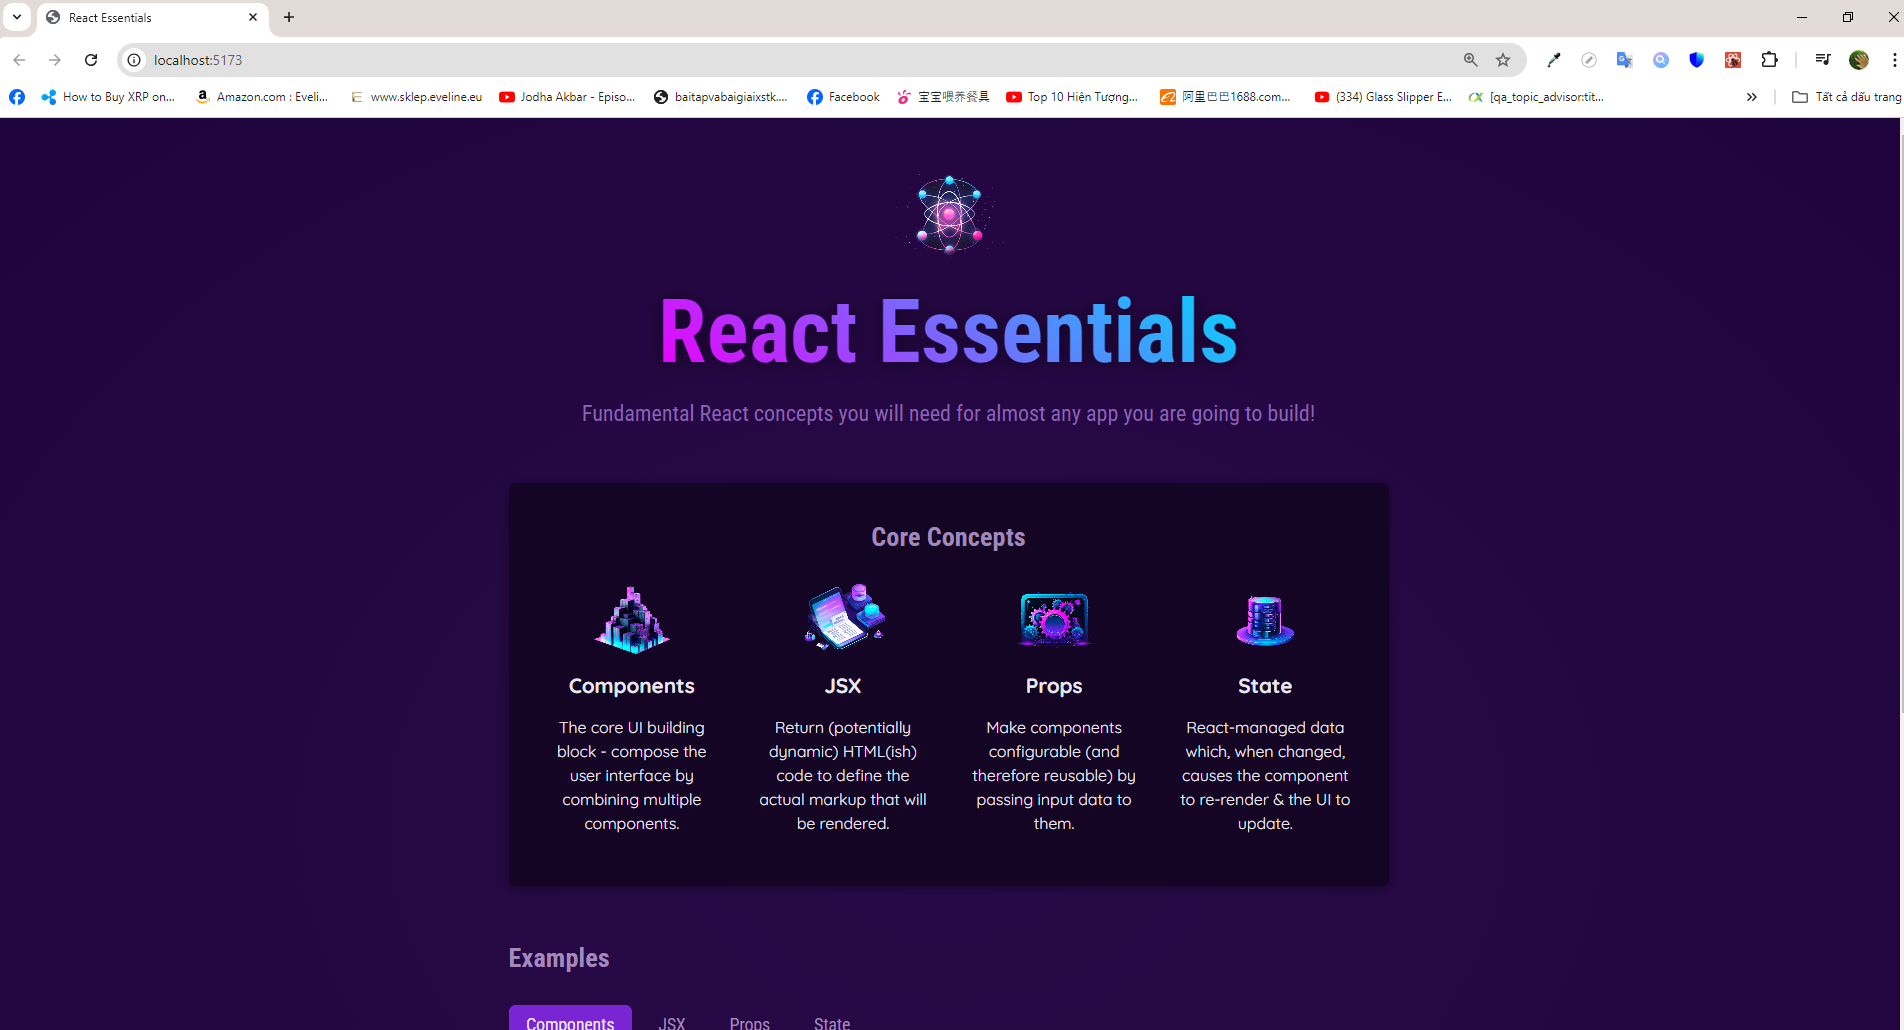 React Essentials
localhost:5173
How to Buy XRP on...
Amazon.com : Eveli...
www.sklep.eveline.eu
Jodha Akbar - Episo...
baitapvabaigiaixstk....
Facebook
宝宝喂养餐具
Top 10 Hiện Tượng...
阿里巴巴1688.com...
(334) Glass Slipper E...
[qa_topic_advisor:tit...
Tất cả dấu trang
React Essentials
Fundamental React concepts you will need for almost any app you are going to build!
Core Concepts
Components
The core UI building
block - compose the
user interface by
combining multiple
components.
JSX
Return (potentially
dynamic) HTML(ish)
code to define the
actual markup that will
be rendered.
Props
Make components
configurable (and
therefore reusable) by
passing input data to
them.
State
React-managed data
which, when changed,
causes the component
to re-render & the UI to
update.
Examples
Components
JSX
Props
State